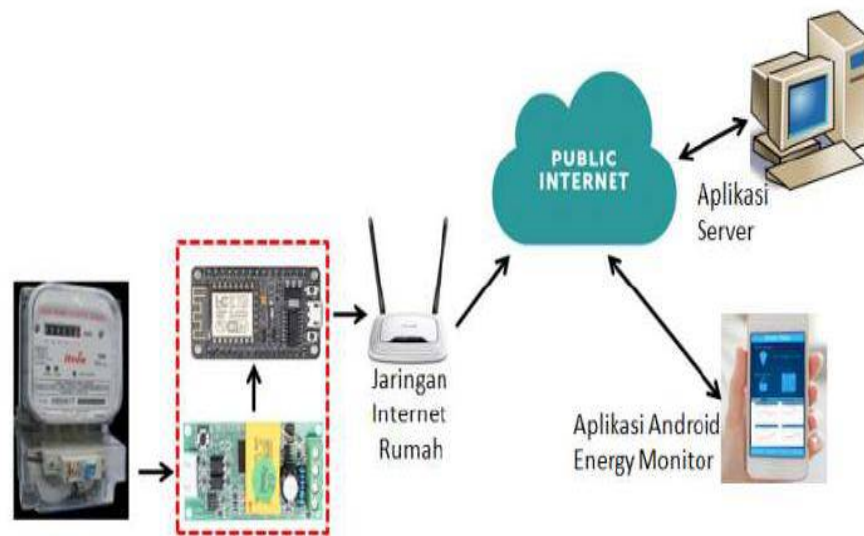 PUBLIC
INTERNET
Aplikasi
Server
Jaringan
Internet
Rumah
Aplikasi Android
Energy Monitor